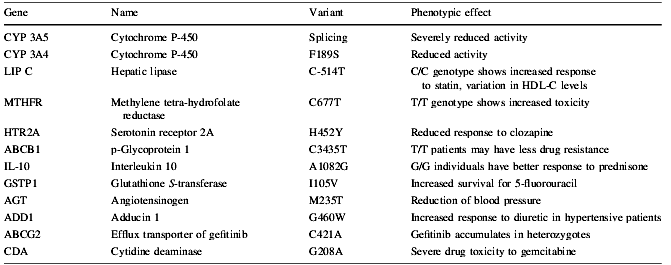 Gene Name Variant Phenotypic effect
CYP 3A5 Cytochrome P-450 Splicing Severely reduced activity
CYP 3A4 Cytochrome P-450 F189S Reduced activity
LIP C Hepatic lipase C-514T C/C genotype shows increased response
to statin, variation in HDL-C levels
MTHFR Methylene tetra-hydrofolate C677T T/T genotype shows increased toxicity
reductase
HTR2A Serotonin receptor 2A H452Y Reduced response to clozapine
ABCB1 p-Glycoprotein 1 C3435T T/T patients may have less drug resistance
IL-10 Interleukin 10 A1082G G/G individuals have better response to prednisone
GSTP1 Glutathione S-transferase I105V Increased survival for 5-fluorouracil
AGT Angiotensinogen M235T Reduction of blood pressure
ADD1 Adducin 1 G460W Increased response to diuretic in hypertensive patients
ABCG2 Efflux transporter of gefitinib C421A Gefitinib accumulates in heterozygotes
CDA Cytidine deaminase G208A Severe drug toxicity to gemcitabine